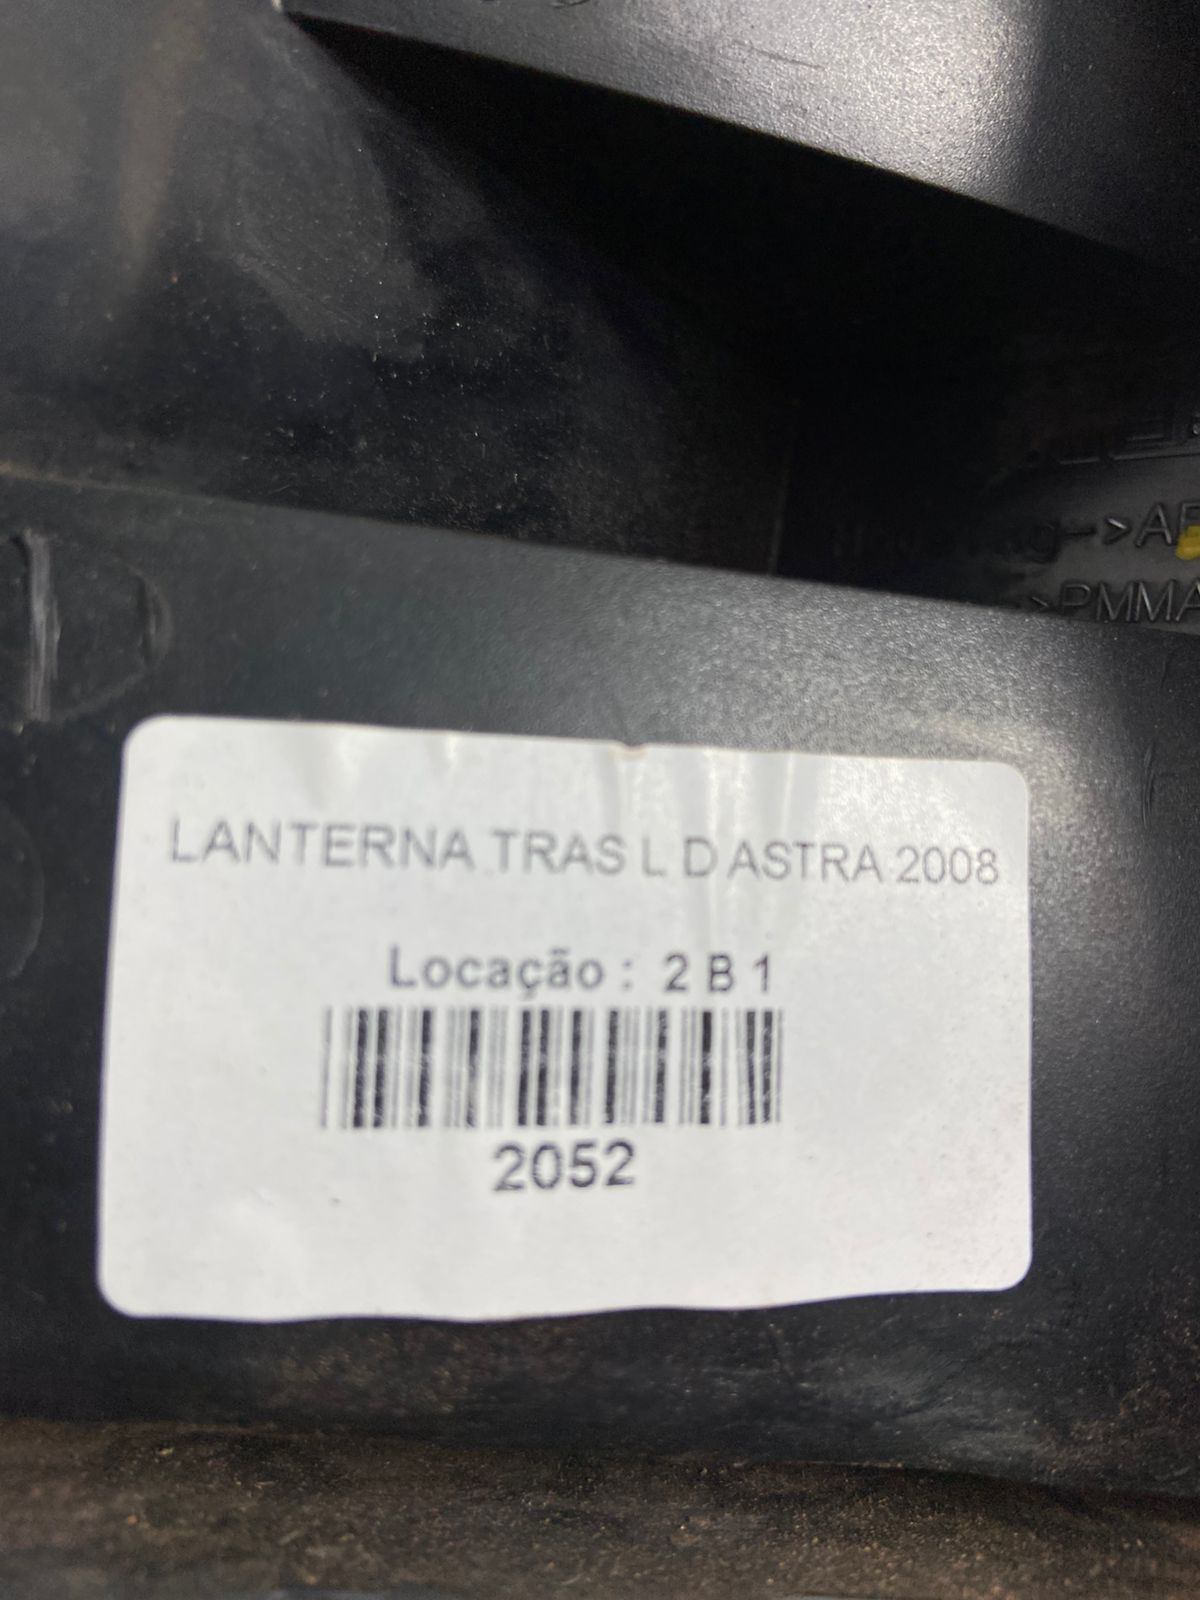 >PMMA
LANTERNA TRAS L D ASTRA 2008
Locação : 2 B 1
2052